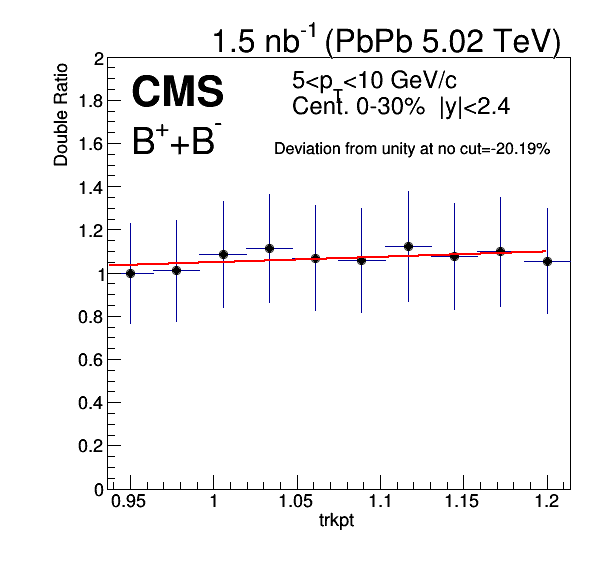 1.5 nb-1 (PbPb 5.02 TeV)
CMS
5<pT<10 GeV/c
Cent. 0-30% |y|<2.4
B++B-
Deviation from unity at no cut=-20.19%
Double Ratio
2
1.8
1.6
1.4
1.2
1
0.8
0.6
0.4
0.2
0
0.95 1 1.05 1.1 1.15 1.2
trkpt